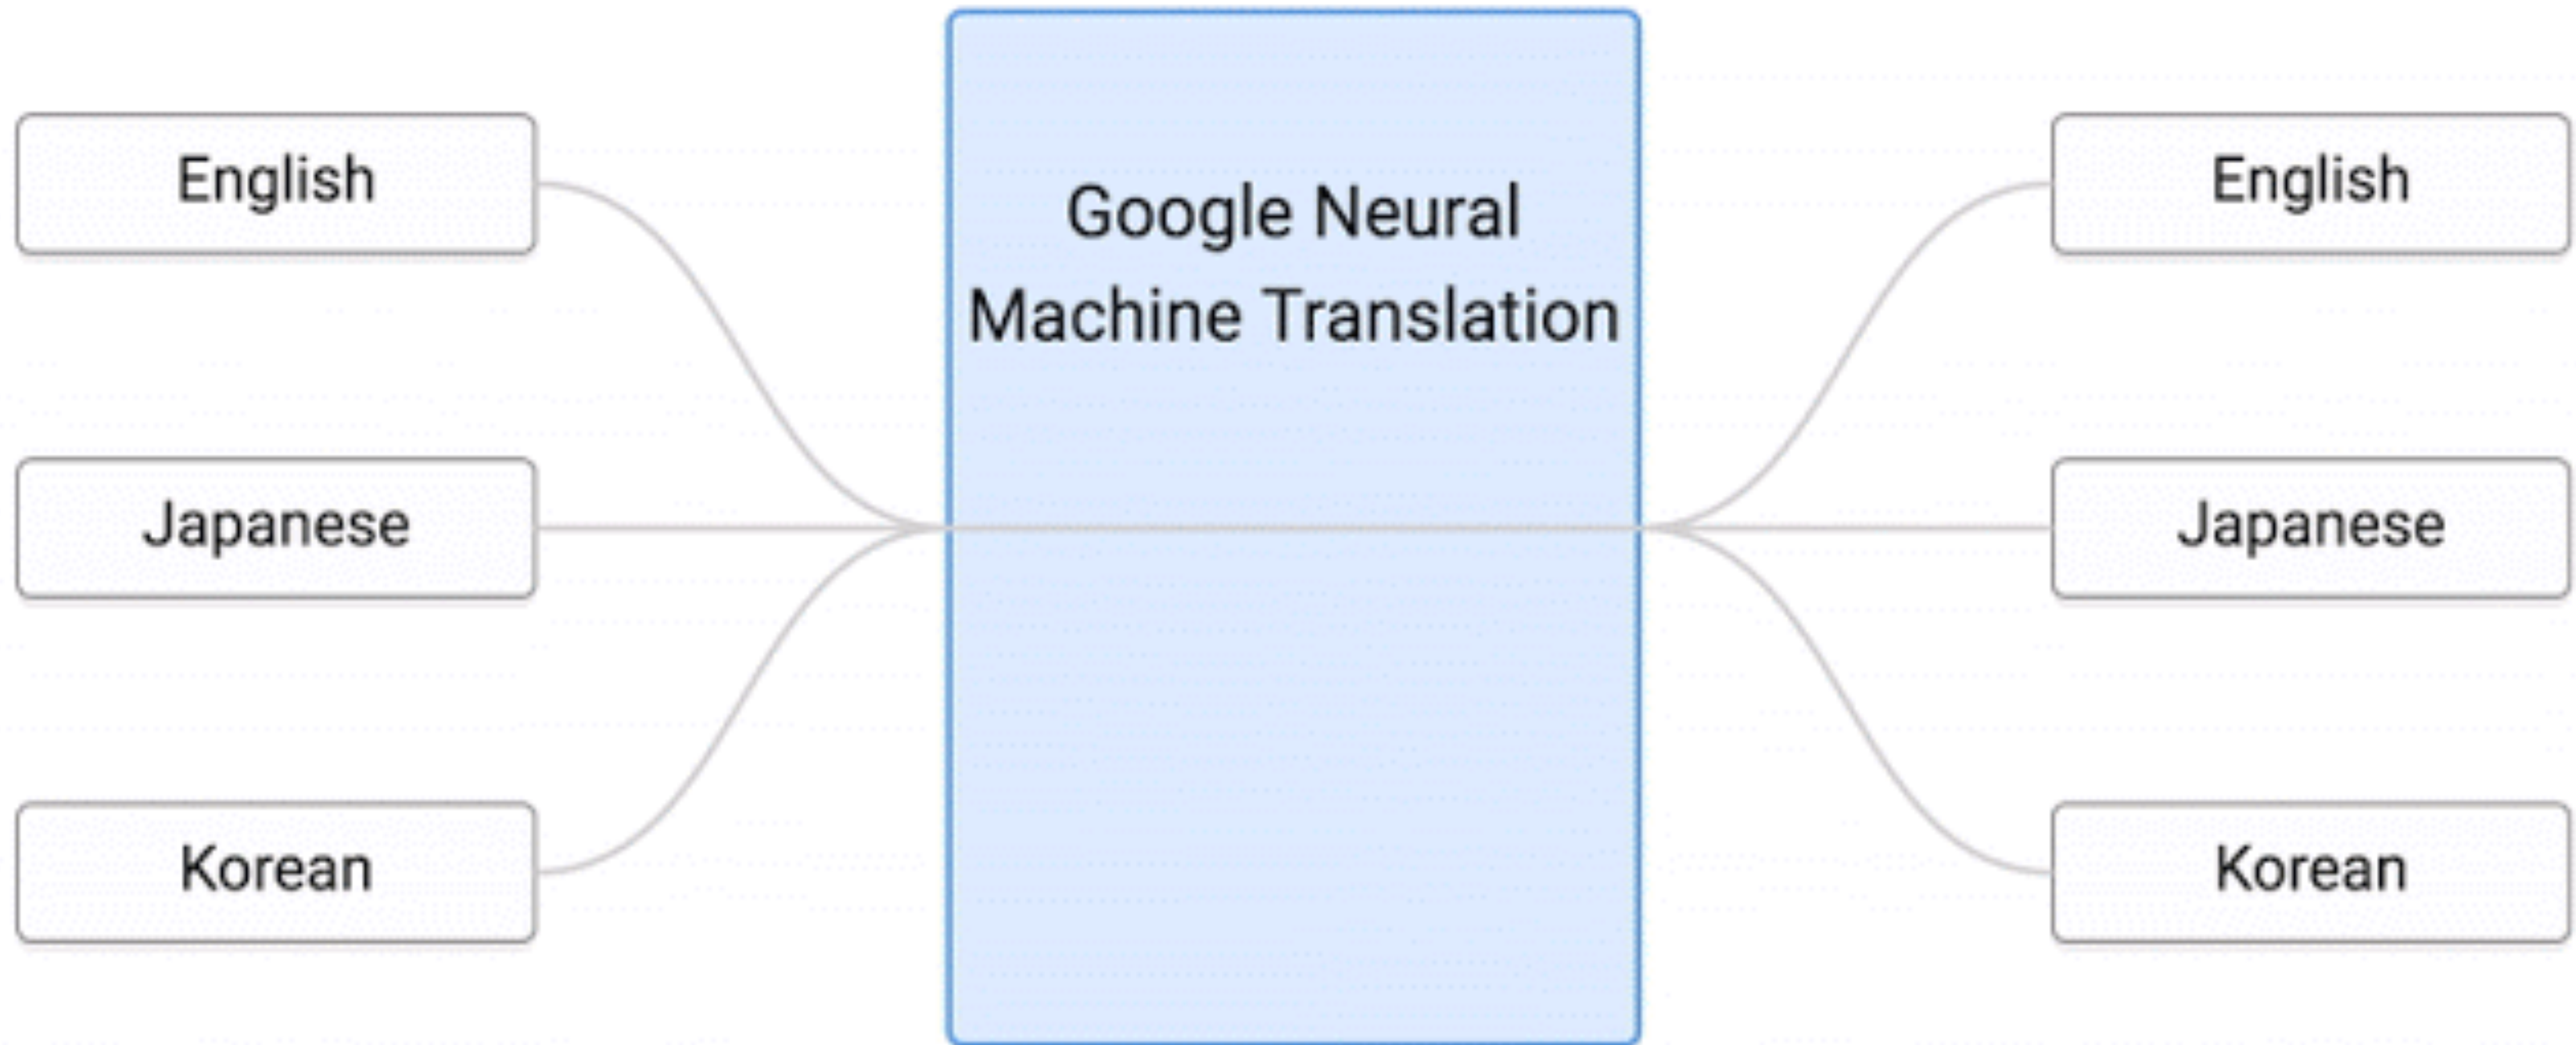 English
Japanese
Korean
Google Neural
Machine Translation
English
Japanese
Korean